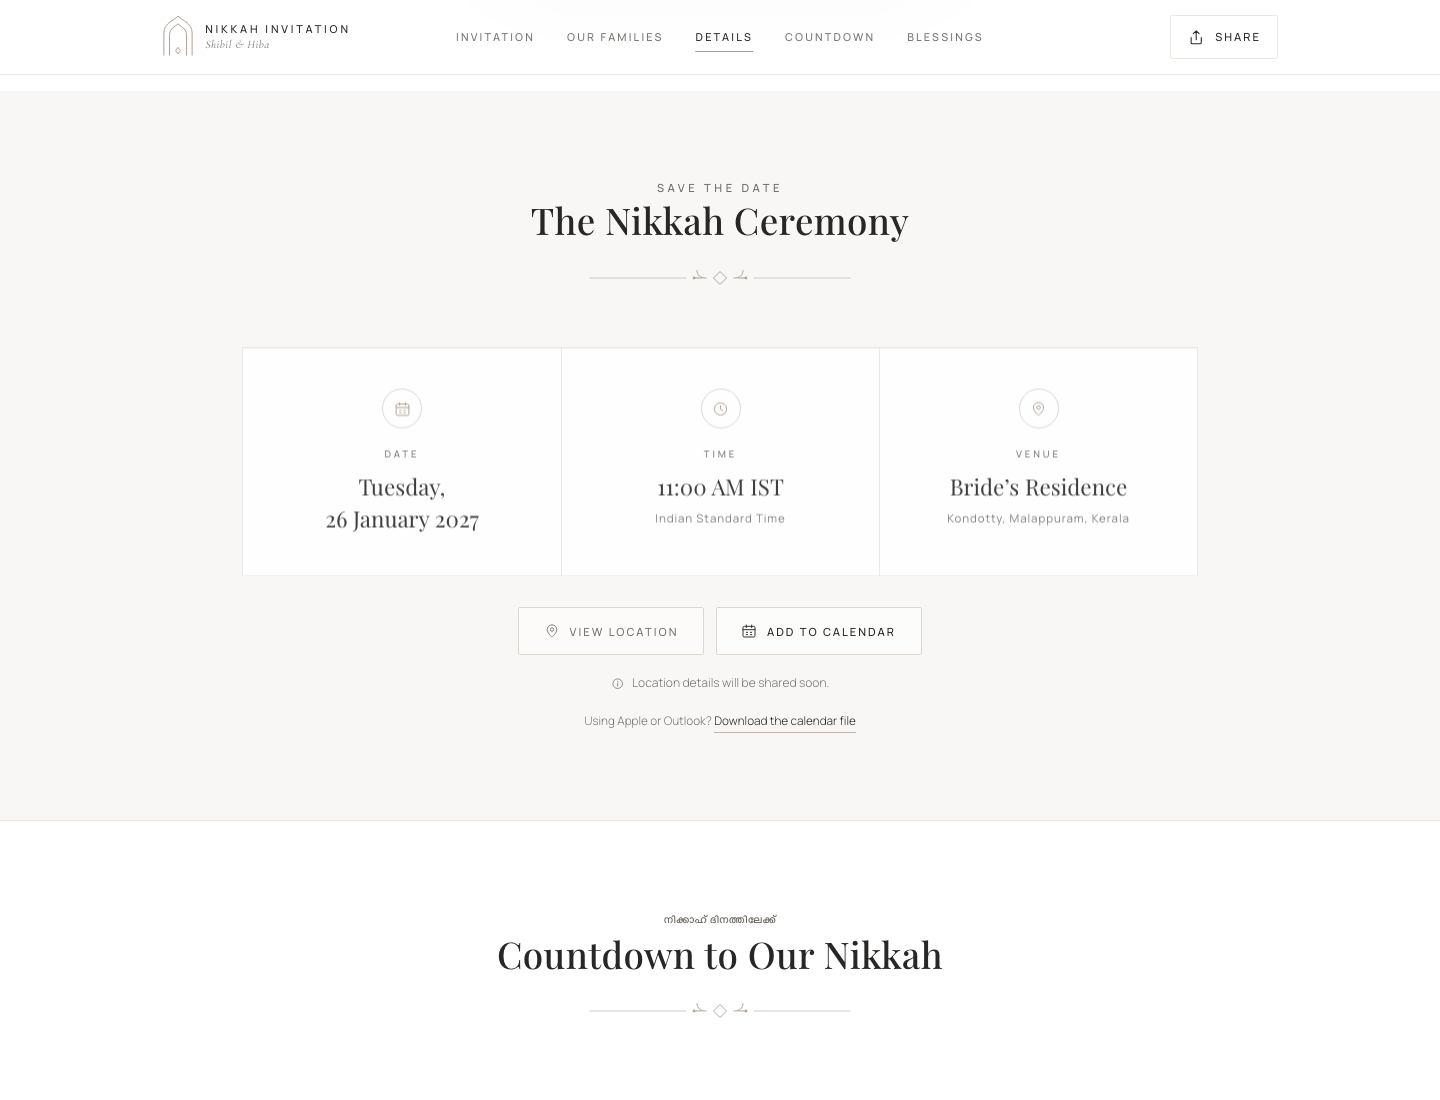 NIKKAH INVITATION
Shibil & Hiba
INVITATION
OUR FAMILIES
DETAILS
COUNTDOWN
BLESSINGS
SHARE
SAVE THE DATE
The Nikkah Ceremony
DATE
Tuesday,
26 January 2027
TIME
11:00 AM IST
Indian Standard Time
VENUE
Bride’s Residence
Kondotty, Malappuram, Kerala
VIEW LOCATION
ADD TO CALENDAR
Location details will be shared soon.
Using Apple or Outlook? Download the calendar file
നിക്കാഹ് ദിനത്തിലേക്ക്
Countdown to Our Nikkah